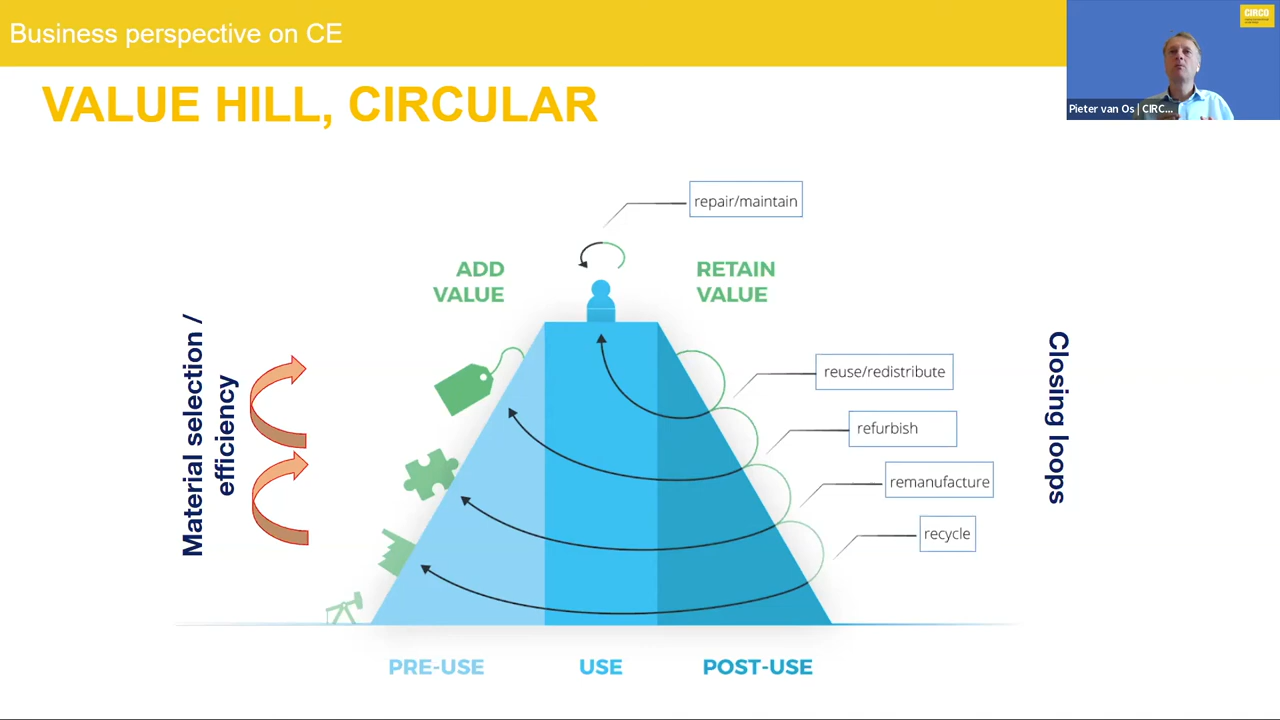 Business perspective on CE
CIRCO
VALUE HILL, CIRCULAR
Pieter van Os | CIRC...
repair/maintain
ADD
VALUE
RETAIN
VALUE
Material selection /
efficiency
Closing loops
reuse/redistribute
refurbish
remanufacture
recycle
PRE-USE
USE
POST-USE